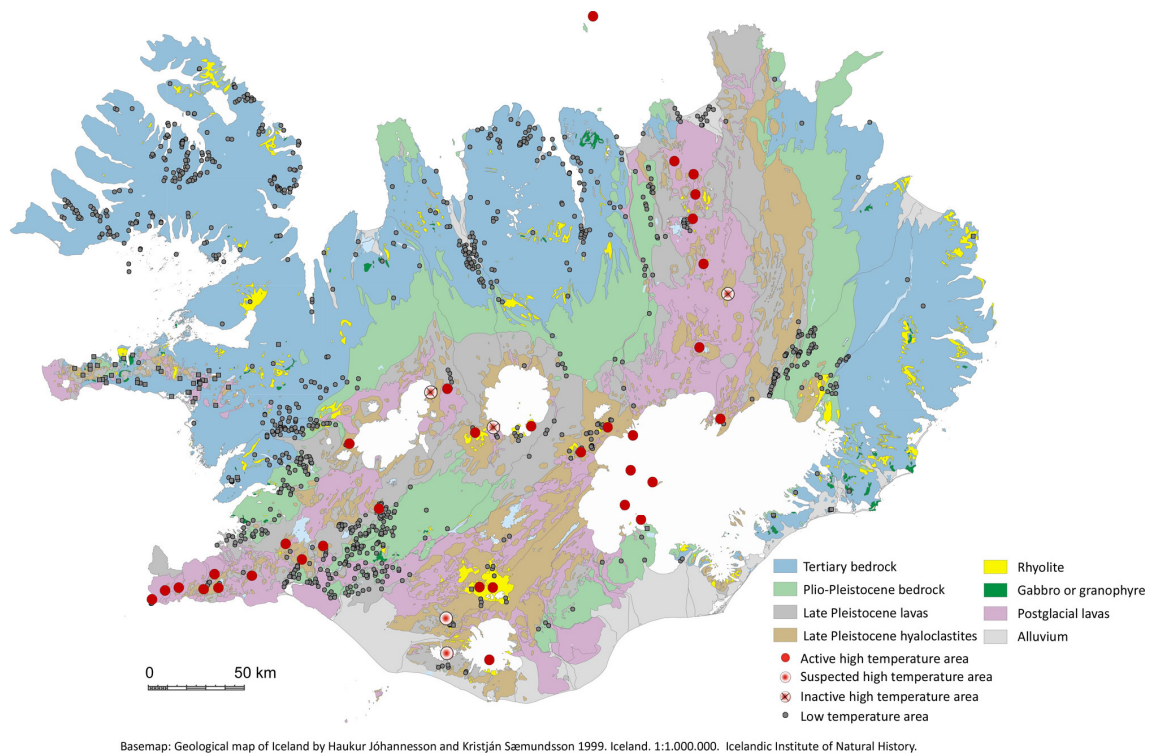 Tertiary bedrock
Plio-Pleistocene bedrock
Late Pleistocene lavas
Late Pleistocene hyaloclastites
Rhyolite
Gabbro or granophyre
Postglacial lavas
Alluvium
Active high temperature area
Suspected high temperature area
Inactive high temperature area
Low temperature area
0 50 km
Basemap: Geological map of Iceland by Haukur Jóhannesson and Kristján Sæmundsson 1999. Iceland. 1:1.000.000. Icelandic Institute of Natural History.